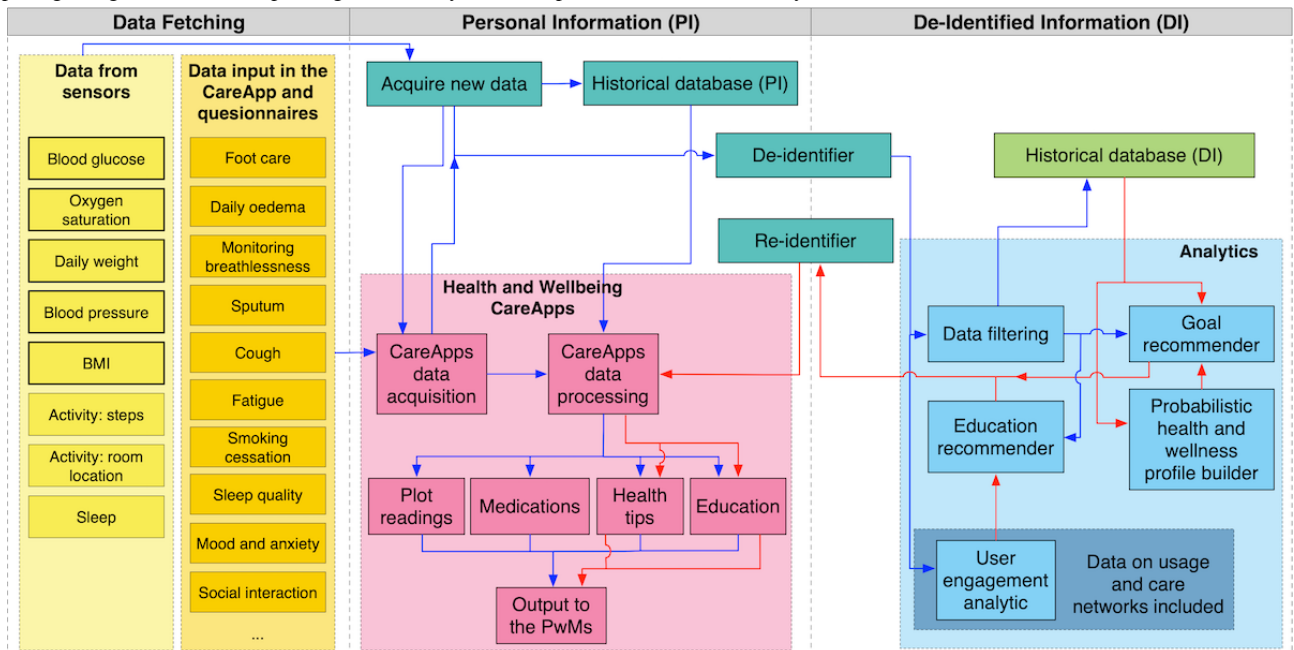 Data Fetching
Personal Information (PI)
De-Identified Information (DI)
Data from
sensors
Blood glucose
Oxygen
saturation
Daily weight
Blood pressure
BMI
Activity: steps
Activity: room
location
Sleep
Data input in the
CareApp and
quesionnaires
Foot care
Daily oedema
Monitoring
breathlessness
Sputum
Cough
Fatigue
Smoking
cessation
Sleep quality
Mood and anxiety
Social interaction
...
Acquire new data
Historical database (PI)
De-identifier
Re-identifier
Health and Wellbeing
CareApps
CareApps
data
acquisition
CareApps
data
processing
Plot
readings
Medications
Health
tips
Education
Output to
the PwMs
Historical database (DI)
Analytics
Data filtering
Goal
recommender
Education
recommender
Probabilistic
health and
wellness
profile builder
User
engagement
analytic
Data on usage
and care
networks included